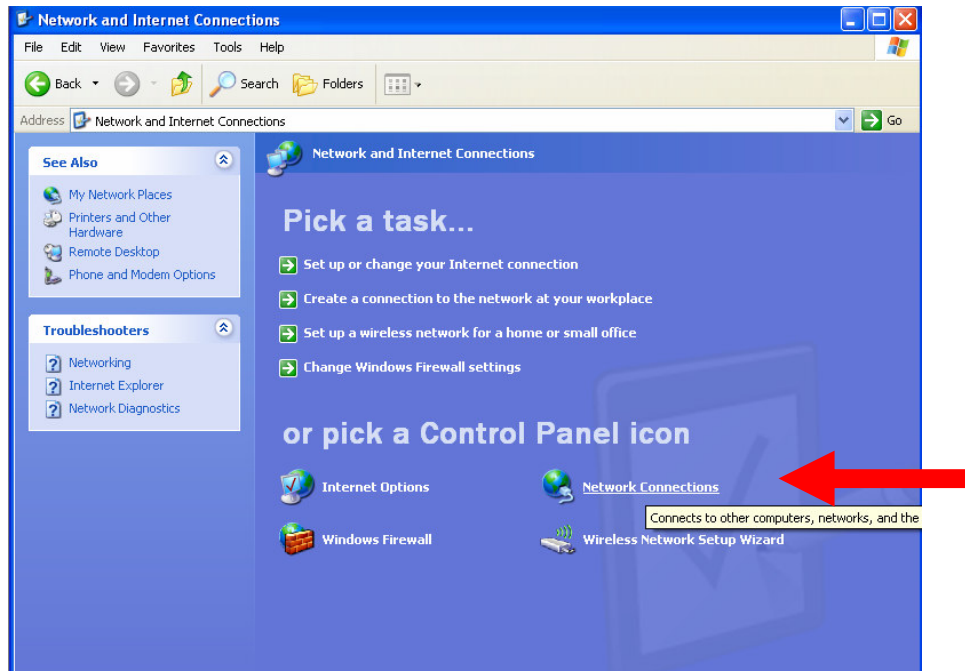 Network and Internet Connections
File Edit View Favorites Tools Help
Back Search Folders
Address Network and Internet Connections Go
See Also
My Network Places
Printers and Other
Hardware
Remote Desktop
Phone and Modem Options
Troubleshooters
Networking
Internet Explorer
Network Diagnostics
Network and Internet Connections
Pick a task...
Set up or change your Internet connection
Create a connection to the network at your workplace
Set up a wireless network for a home or small office
Change Windows Firewall settings
or pick a Control Panel icon
Internet Options
Network Connections
Connects to other computers, networks, and the
Windows Firewall
Wireless Network Setup Wizard